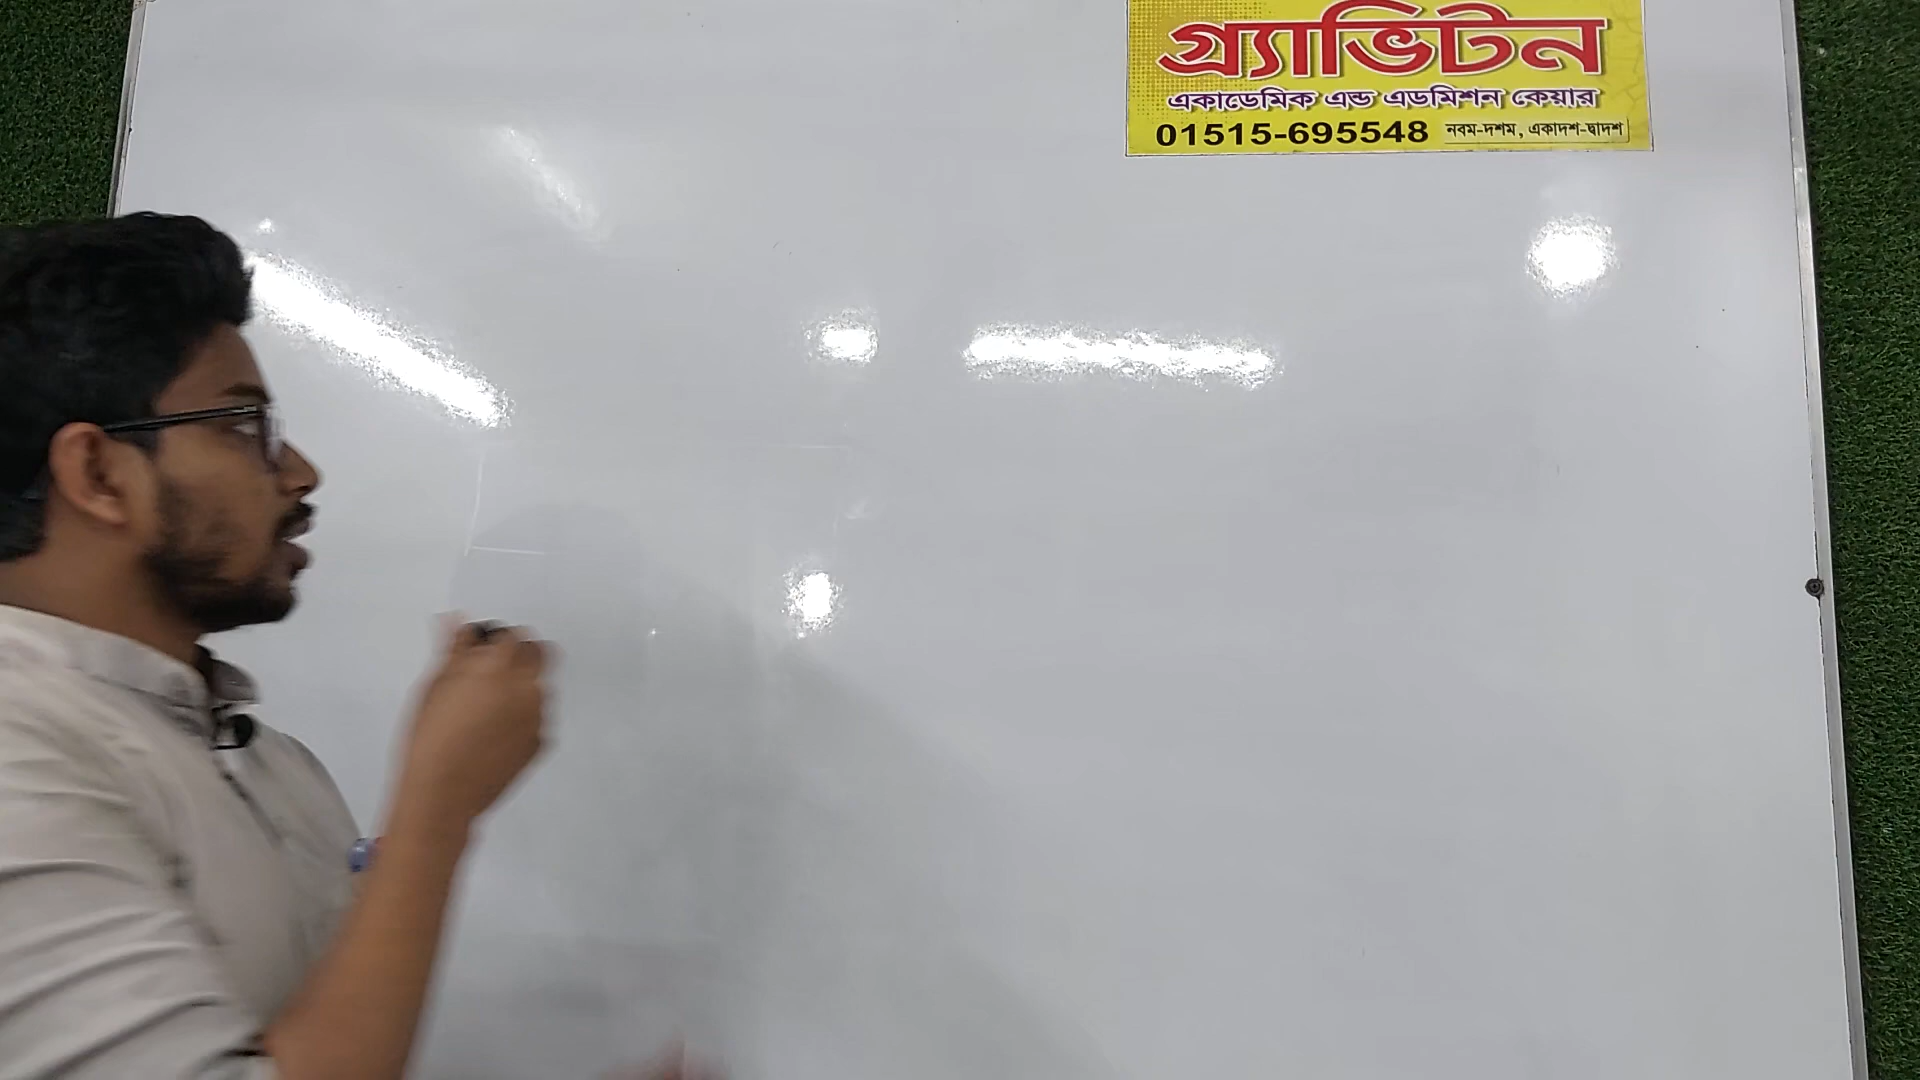 গ্র্যাভিটন
একাডেমিক এন্ড এডমিশন কেয়ার
01515-695548 নবম-দশম, একাদশ-দ্বাদশ